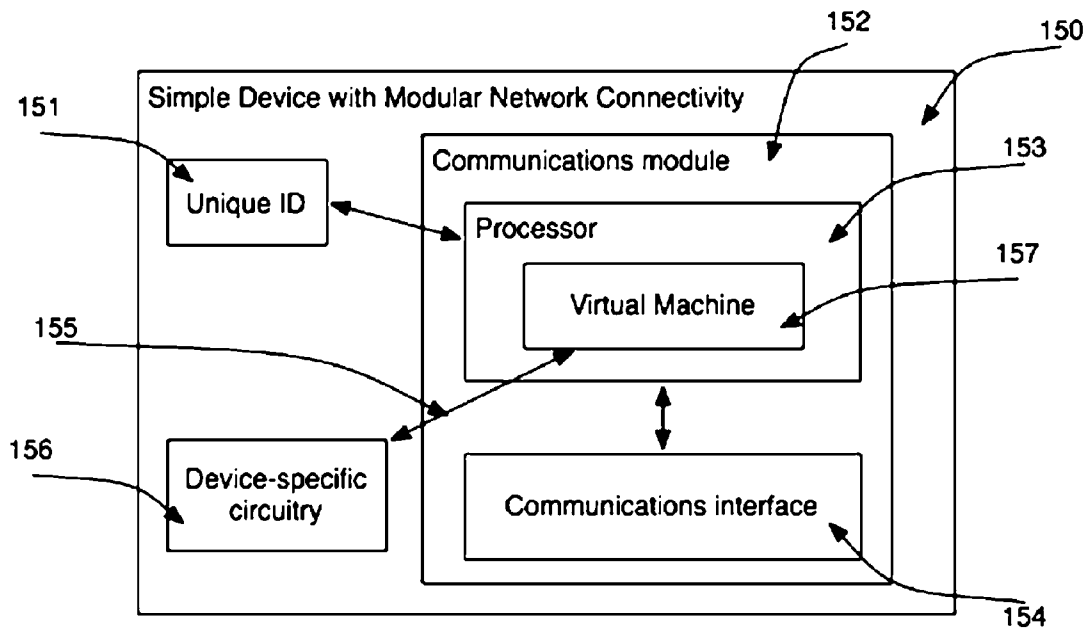 152
150
Simple Device with Modular Network Connectivity
151
Communications module
153
Unique ID
Processor
157
Virtual Machine
155
156
Device-specific
circuitry
Communications interface
154